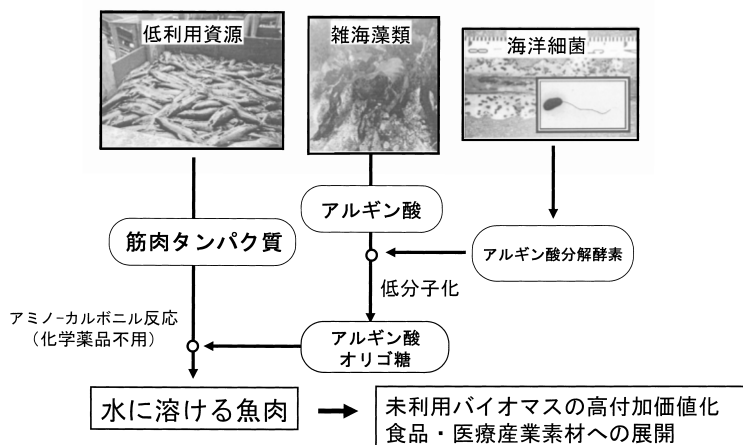 低利用資源
雑海藻類
海洋細菌
アルギン酸
筋肉タンパク質
アルギン酸分解酵素
低分子化
アミノ-カルボニル反応
（化学薬品不用）
アルギン酸
オリゴ糖
水に溶ける魚肉
未利用バイオマスの高付加価値化
食品・医療産業素材への展開